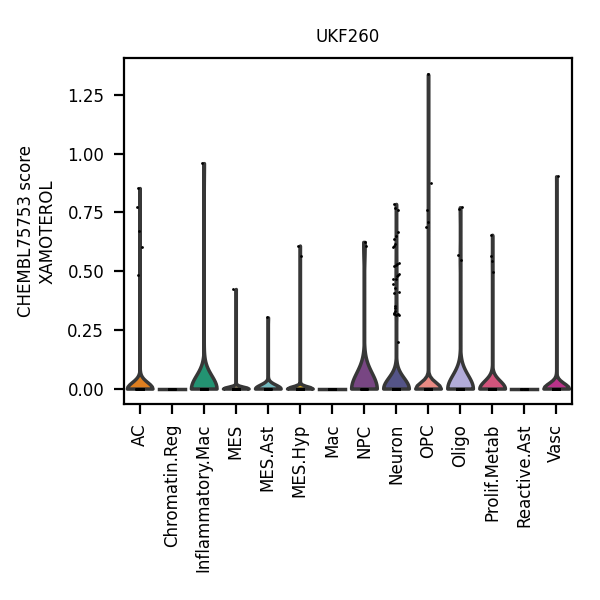 UKF260
CHEMBL75753 score
XAMOTEROL
1.25
1.00
0.75
0.50
0.25
0.00
AC
Chromatin.Reg
Inflammatory.Mac
MES
MES.Ast
MES.Hyp
Mac
NPC
Neuron
OPC
Oligo
Prolif.Metab
Reactive.Ast
Vasc